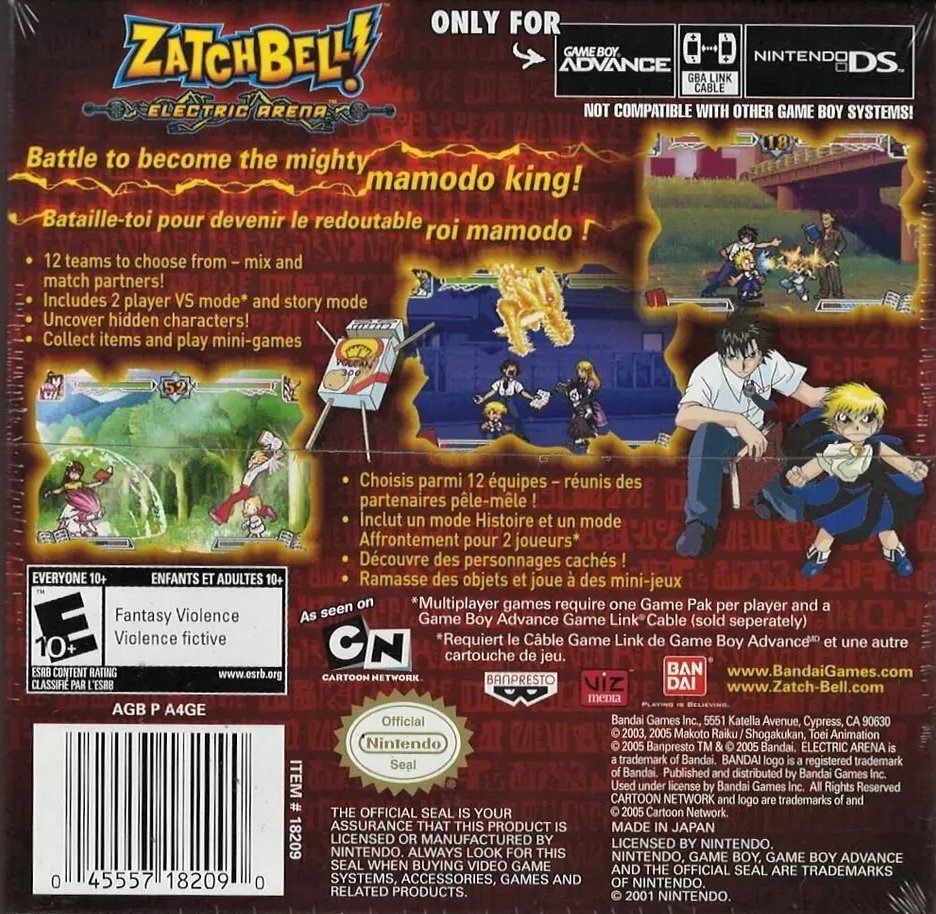 ZATCHBELL!
ELECTRIC ARENA™
ONLY FOR
GAME BOY ADVANCE
GBA LINK
CABLE
NINTENDO DS™
NOT COMPATIBLE WITH OTHER GAME BOY SYSTEMS!
Battle to become the mighty
mamodo king!
Bataille-toi pour devenir le redoutable
roi mamodo !
• 12 teams to choose from – mix and
match partners!
• Includes 2 player VS mode* and story mode
• Uncover hidden characters!
• Collect items and play mini-games
18
52
VOLCAN
300
• Choisis parmi 12 équipes – réunis des
partenaires pêle-mêle !
• Inclut un mode Histoire et un mode
Affrontement pour 2 joueurs*
• Découvre des personnages cachés !
• Ramasse des objets et joue à des mini-jeux
EVERYONE 10+ ENFANTS ET ADULTES 10+
E
10+
™
Fantasy Violence
Violence fictive
ESRB CONTENT RATING www.esrb.org
CLASSIFIÉ PAR L'ESRB
AGB P A4GE
As seen on
CN
CARTOON NETWORK
*Multiplayer games require one Game Pak per player and a
Game Boy Advance Game Link® Cable (sold seperately)
*Requiert le Câble Game Link de Game Boy Advance MD et une autre
cartouche de jeu.
BANPRESTO
VIZ
media
BAN
DAI
®
PLAYING IS BELIEVING.
www.BandaiGames.com
www.Zatch-Bell.com
Official
Nintendo
Seal
®
Bandai Games Inc., 5551 Katella Avenue, Cypress, CA 90630
© 2003, 2005 Makoto Raiku / Shogakukan, Toei Animation
© 2005 Banpresto TM & © 2005 Bandai. ELECTRIC ARENA is
a trademark of Bandai. BANDAI logo is a registered trademark
of Bandai. Published and distributed by Bandai Games Inc.
Used under license by Bandai Games Inc. All Rights Reserved
CARTOON NETWORK and logo are trademarks of and
© 2005 Cartoon Network.
MADE IN JAPAN
LICENSED BY NINTENDO.
NINTENDO, GAME BOY, GAME BOY ADVANCE
AND THE OFFICIAL SEAL ARE TRADEMARKS
OF NINTENDO.
© 2001 NINTENDO.
THE OFFICIAL SEAL IS YOUR
ASSURANCE THAT THIS PRODUCT IS
LICENSED OR MANUFACTURED BY
NINTENDO. ALWAYS LOOK FOR THIS
SEAL WHEN BUYING VIDEO GAME
SYSTEMS, ACCESSORIES, GAMES AND
RELATED PRODUCTS.
ITEM # 18209
0 45557 18209 0